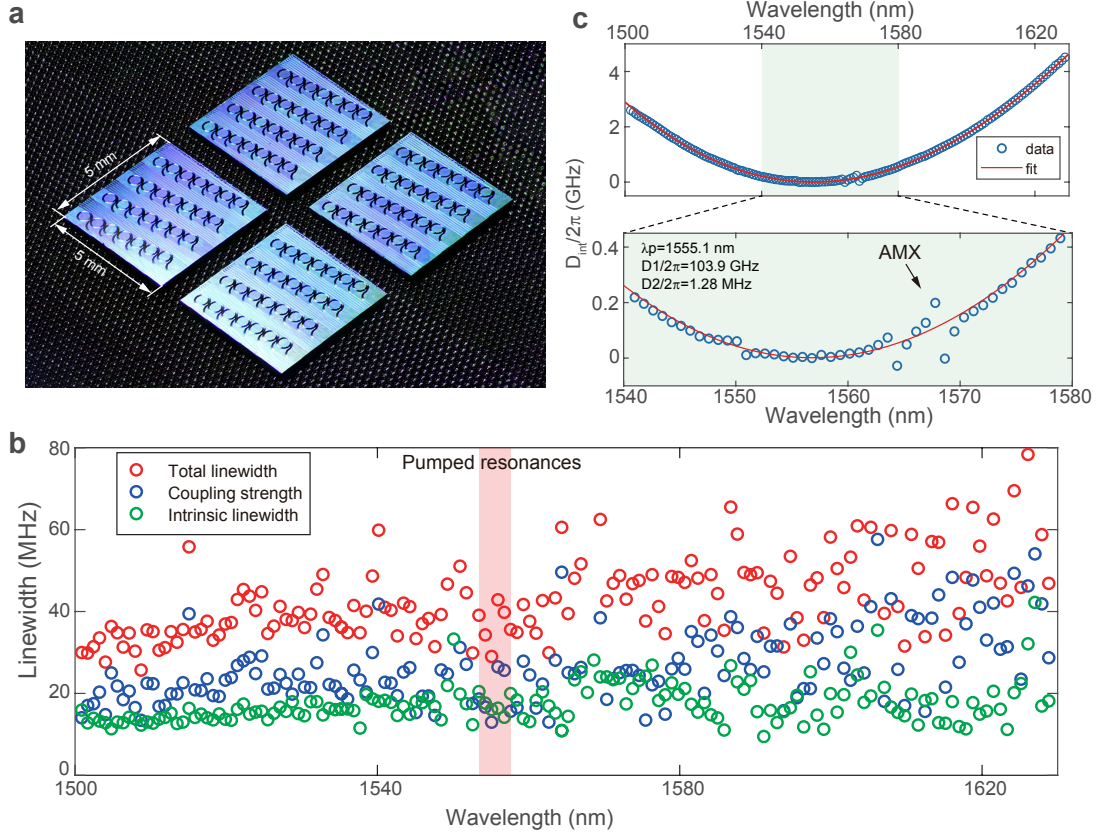 a
5 mm
5 mm
c
Wavelength (nm)
1500
1540
1580
1620
4
2
0
data
fit
D_int/2π (GHz)
0.4
0.2
0
λp=1555.1 nm
D1/2π=103.9 GHz
D2/2π=1.28 MHz
AMX
1540
1550
1560
1570
1580
Wavelength (nm)
b
80
60
40
20
0
Linewidth (MHz)
Total linewidth
Coupling strength
Intrinsic linewidth
Pumped resonances
1500
1540
1580
1620
Wavelength (nm)